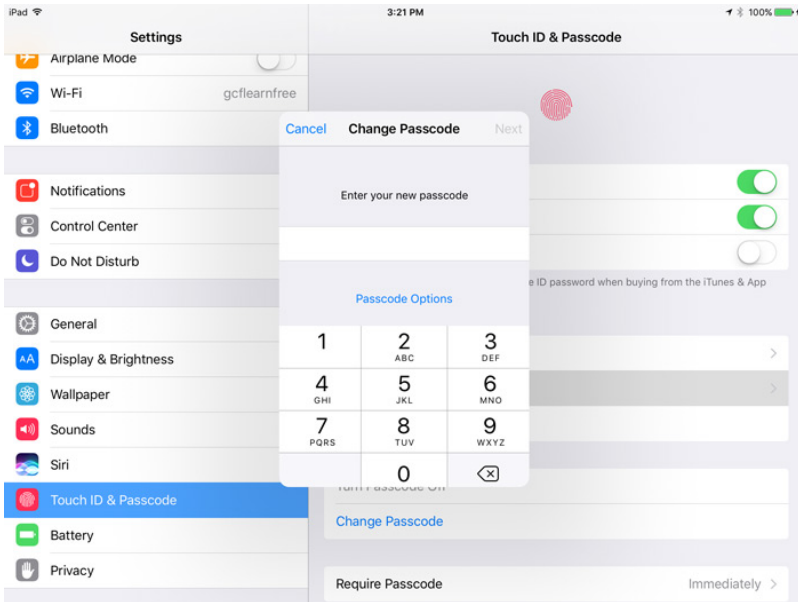 iPad
3:21 PM
100%
Settings
Touch ID & Passcode
Airplane Mode
Wi-Fi
gcflearnfree
Bluetooth
Notifications
Control Center
Do Not Disturb
General
Display & Brightness
Wallpaper
Sounds
Siri
Touch ID & Passcode
Battery
Privacy
Cancel
Change Passcode
Next
Enter your new passcode
Passcode Options
1
2
ABC
3
DEF
4
GHI
5
JKL
6
MNO
7
PQRS
8
TUV
9
WXYZ
0
ID password when buying from the iTunes & App
Turn Passcode Off
Change Passcode
Require Passcode
Immediately